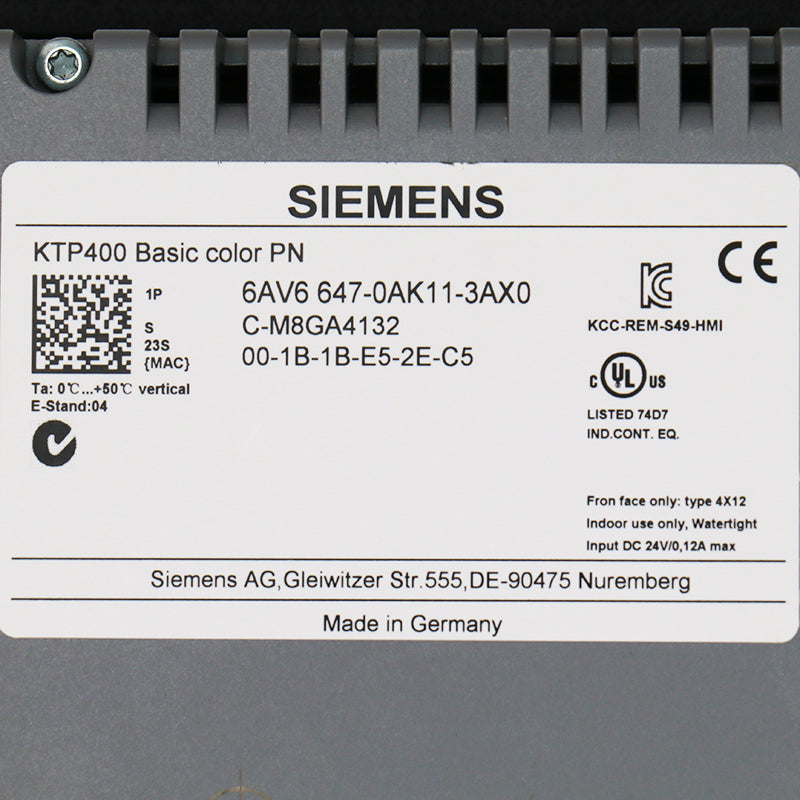 SIEMENS
KTP400 Basic color PN
1P 6AV6 647-0AK11-3AX0
S C-M8GA4132
23S
{MAC} 00-1B-1B-E5-2E-C5
Ta: 0℃...+50℃ vertical
E-Stand:04
CE
KCC-REM-S49-HMI
c UL US
LISTED 74D7
IND.CONT. EQ.
Fron face only: type 4X12
Indoor use only, Watertight
Input DC 24V/0,12A max
Siemens AG,Gleiwitzer Str.555,DE-90475 Nuremberg
Made in Germany